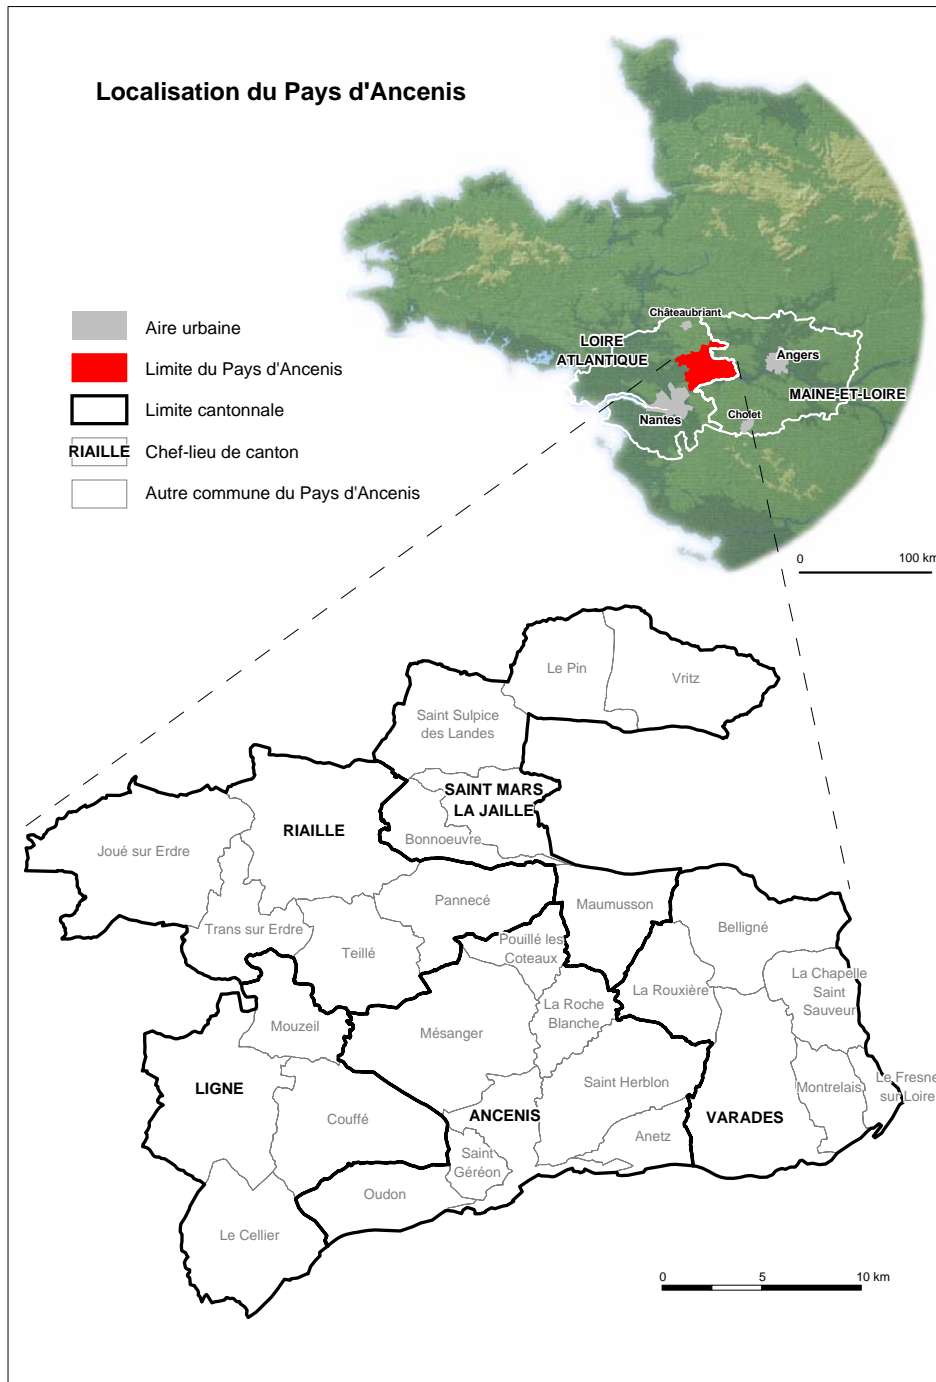 Localisation du Pays d'Ancenis
Châteaubriant
LOIRE
ATLANTIQUE
Angers
MAINE-ET-LOIRE
Cholet
Nantes
Aire urbaine
Limite du Pays d'Ancenis
Limite cantonnale
RIAILLE Chef-lieu de canton
Autre commune du Pays d'Ancenis
0 100 km
Le Pin
Vritz
Saint Sulpice
des Landes
SAINT MARS
LA JAILLE
RIAILLE
Bonnoeuvre
Joué sur Erdre
Pannecé
Maumusson
Trans sur Erdre
Belligné
Teillé
Pouillé les
Coteaux
La Chapelle
Saint
Sauveur
La Rouxière
La Roche
Blanche
Mouzeil
Mésanger
LIGNE
Saint Herblon
Le Fresne
sur Loire
Montrelais
Couffé
ANCENIS
VARADES
Anetz
Saint
Géréon
Oudon
Le Cellier
0 5 10 km